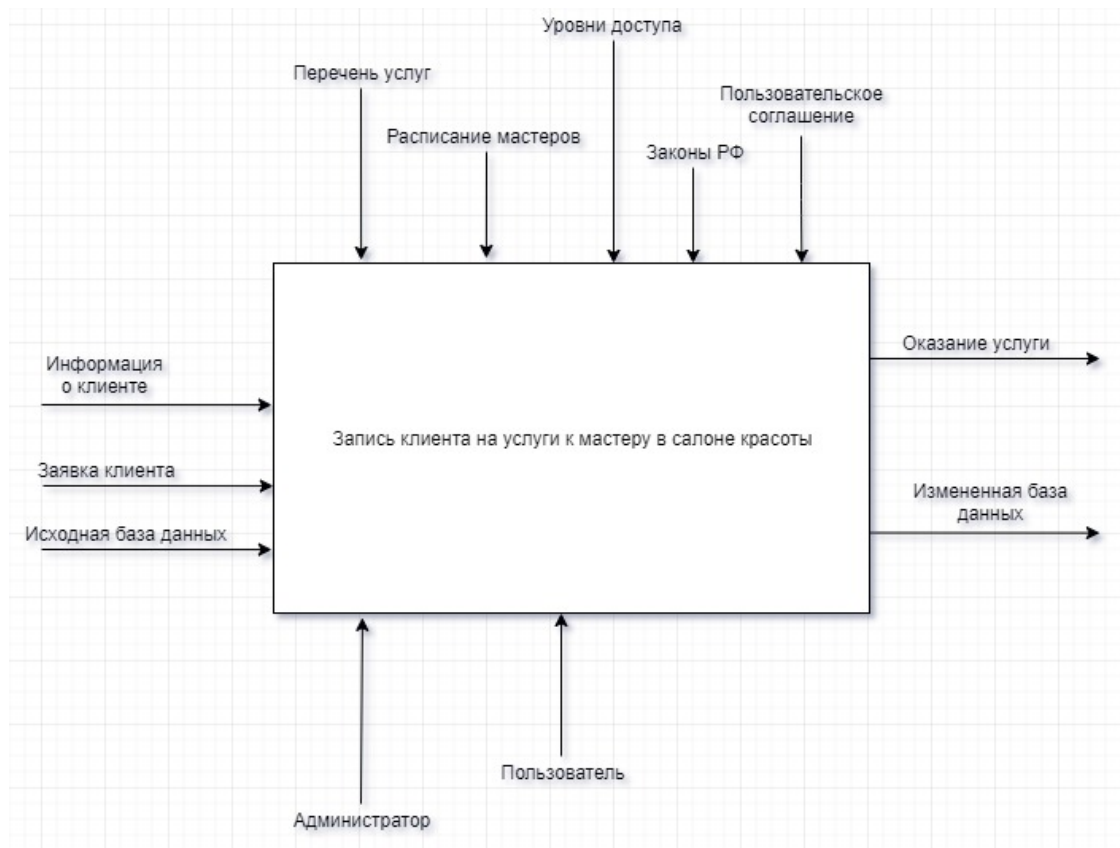 Уровни доступа
Перечень услуг
Пользовательское
соглашение
Расписание мастеров
Законы РФ
Оказание услуги
Информация
о клиенте
Запись клиента на услуги к мастеру в салоне красоты
Заявка клиента
Измененная база
данных
Исходная база данных
Пользователь
Администратор